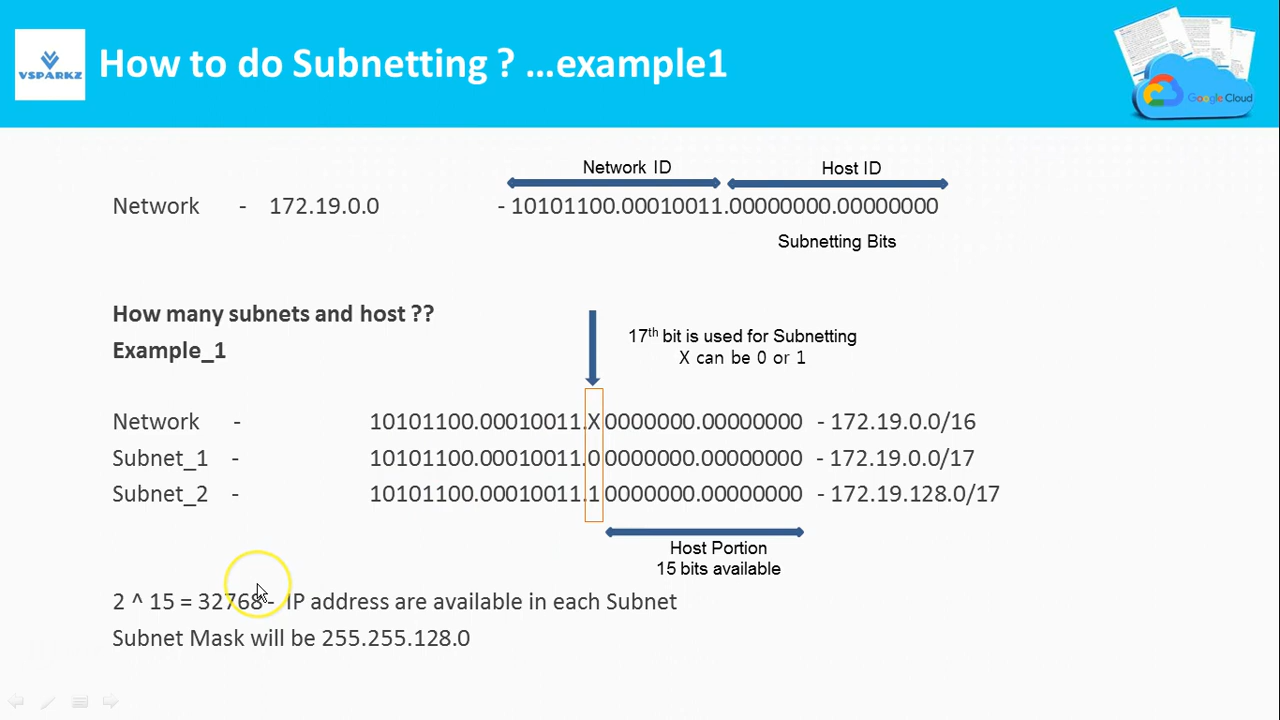 VSPARKZ
How to do Subnetting ? ...example1
Google Cloud
Network ID
Host ID
Network - 172.19.0.0 - 10101100.00010011.00000000.00000000
Subnetting Bits
How many subnets and host ??
Example_1
17th bit is used for Subnetting
X can be 0 or 1
Network - 10101100.00010011.X0000000.00000000 - 172.19.0.0/16
Subnet_1 - 10101100.00010011.00000000.00000000 - 172.19.0.0/17
Subnet_2 - 10101100.00010011.10000000.00000000 - 172.19.128.0/17
Host Portion
15 bits available
2 ^ 15 = 32768 - IP address are available in each Subnet
Subnet Mask will be 255.255.128.0